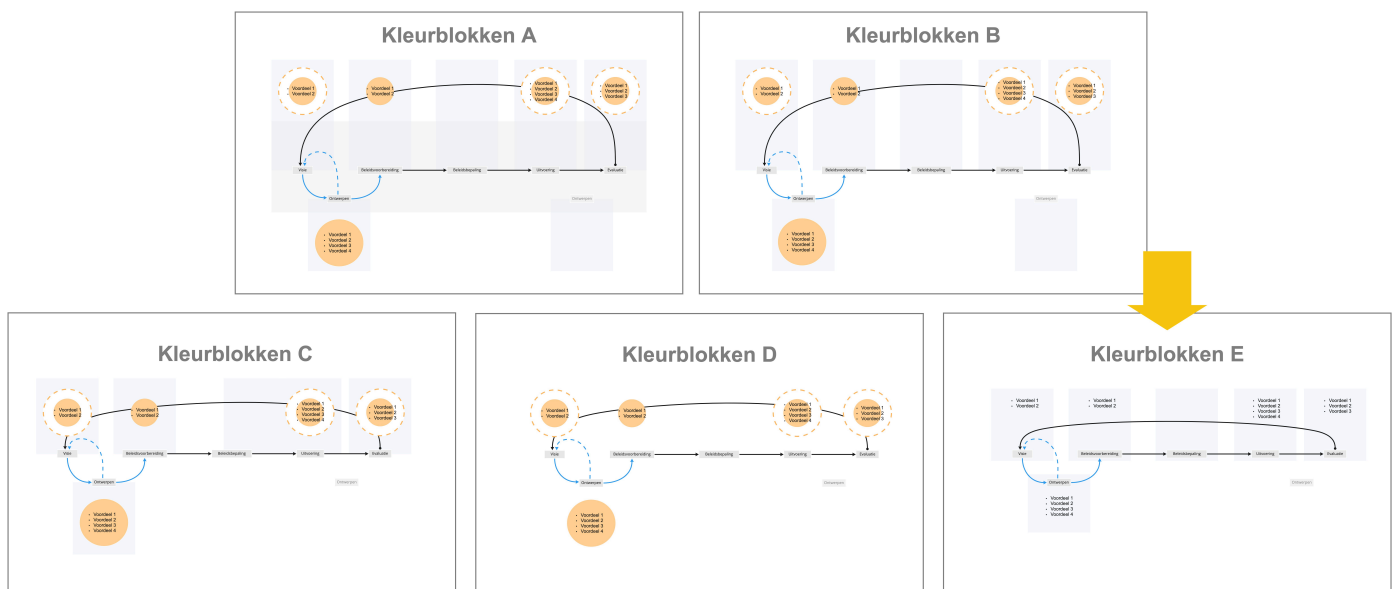 Kleurblokken A
• Voordeel 1
• Voordeel 2
• Voordeel 1
• Voordeel 2
• Voordeel 1
• Voordeel 2
• Voordeel 3
• Voordeel 4
• Voordeel 1
• Voordeel 2
• Voordeel 3
Visie
Beleidsvoorbereiding
Beleidsbepaling
Uitvoering
Evaluatie
Ontwerpen
Ontwerpen
• Voordeel 1
• Voordeel 2
• Voordeel 3
• Voordeel 4
Kleurblokken B
• Voordeel 1
• Voordeel 2
• Voordeel 1
• Voordeel 2
• Voordeel 1
• Voordeel 2
• Voordeel 3
• Voordeel 4
• Voordeel 1
• Voordeel 2
• Voordeel 3
Visie
Beleidsvoorbereiding
Beleidsbepaling
Uitvoering
Evaluatie
Ontwerpen
Ontwerpen
• Voordeel 1
• Voordeel 2
• Voordeel 3
• Voordeel 4
Kleurblokken C
• Voordeel 1
• Voordeel 2
• Voordeel 1
• Voordeel 2
• Voordeel 1
• Voordeel 2
• Voordeel 3
• Voordeel 4
• Voordeel 1
• Voordeel 2
• Voordeel 3
Visie
Beleidsvoorbereiding
Beleidsbepaling
Uitvoering
Evaluatie
Ontwerpen
Ontwerpen
• Voordeel 1
• Voordeel 2
• Voordeel 3
• Voordeel 4
Kleurblokken D
• Voordeel 1
• Voordeel 2
• Voordeel 1
• Voordeel 2
• Voordeel 1
• Voordeel 2
• Voordeel 3
• Voordeel 4
• Voordeel 1
• Voordeel 2
• Voordeel 3
Visie
Beleidsvoorbereiding
Beleidsbepaling
Uitvoering
Evaluatie
Ontwerpen
Ontwerpen
• Voordeel 1
• Voordeel 2
• Voordeel 3
• Voordeel 4
Kleurblokken E
• Voordeel 1
• Voordeel 2
• Voordeel 1
• Voordeel 2
• Voordeel 1
• Voordeel 2
• Voordeel 3
• Voordeel 4
• Voordeel 1
• Voordeel 2
• Voordeel 3
Visie
Beleidsvoorbereiding
Beleidsbepaling
Uitvoering
Evaluatie
Ontwerpen
Ontwerpen
• Voordeel 1
• Voordeel 2
• Voordeel 3
• Voordeel 4